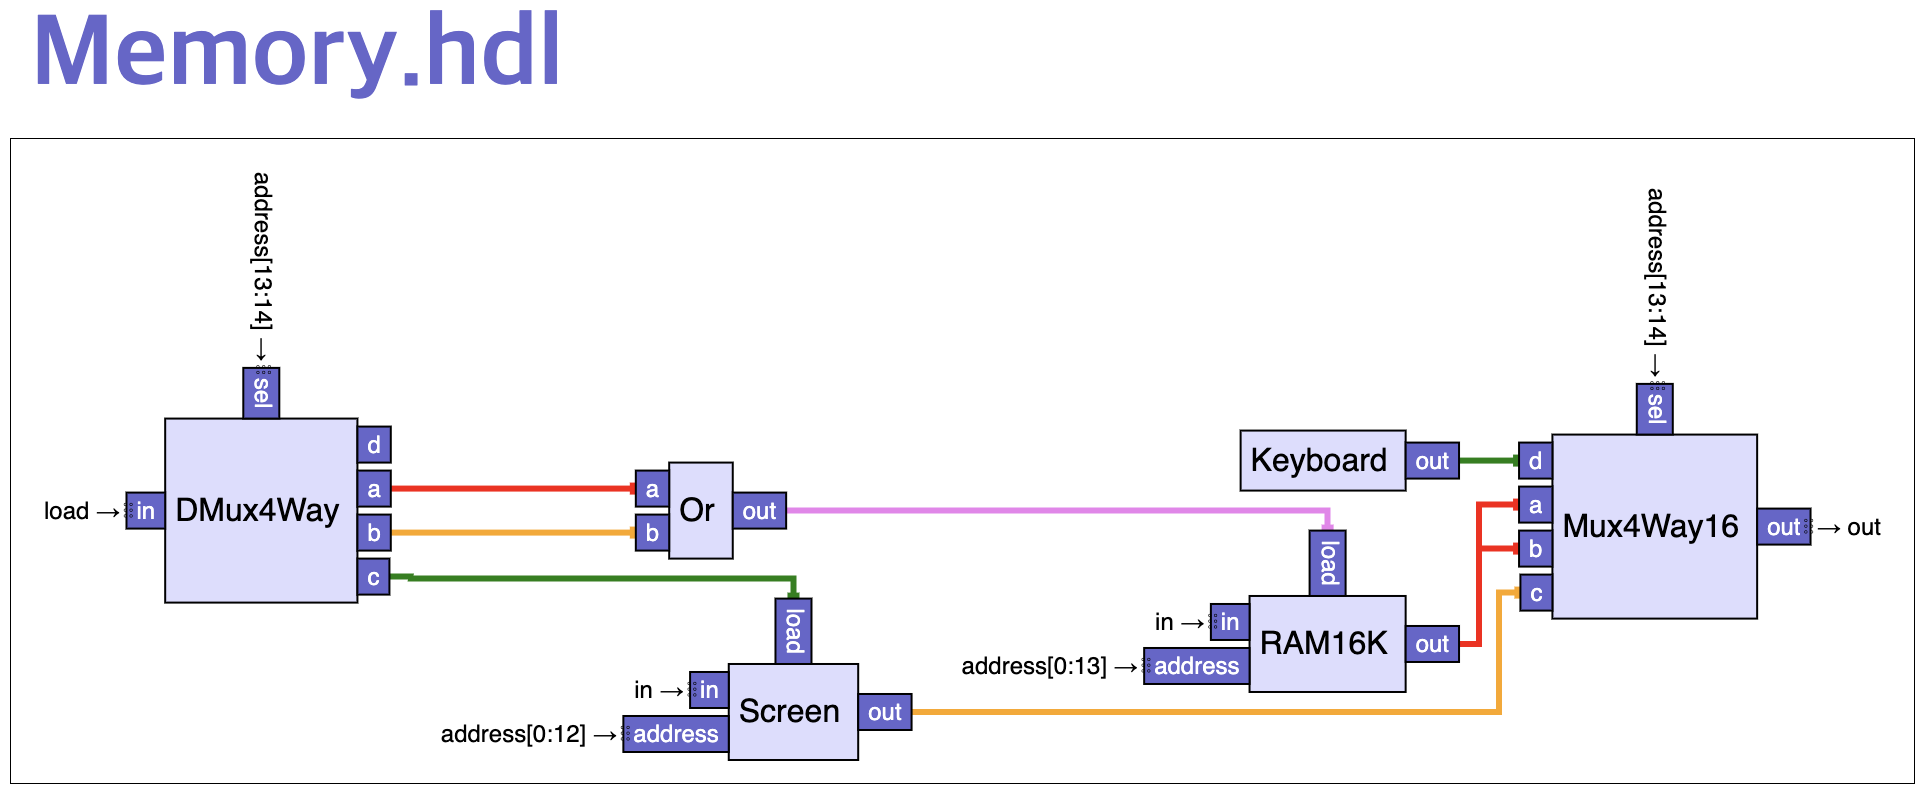 Memory.hdl
address[13:14] →
address[13:14] →
sel
sel
d
a
b
c
load → in
DMux4Way
a
b
Or
out
Keyboard
out
d
a
b
c
Mux4Way16
out → out
load
in → in
address[0:13] → address
RAM16K
out
load
in → in
address[0:12] → address
Screen
out